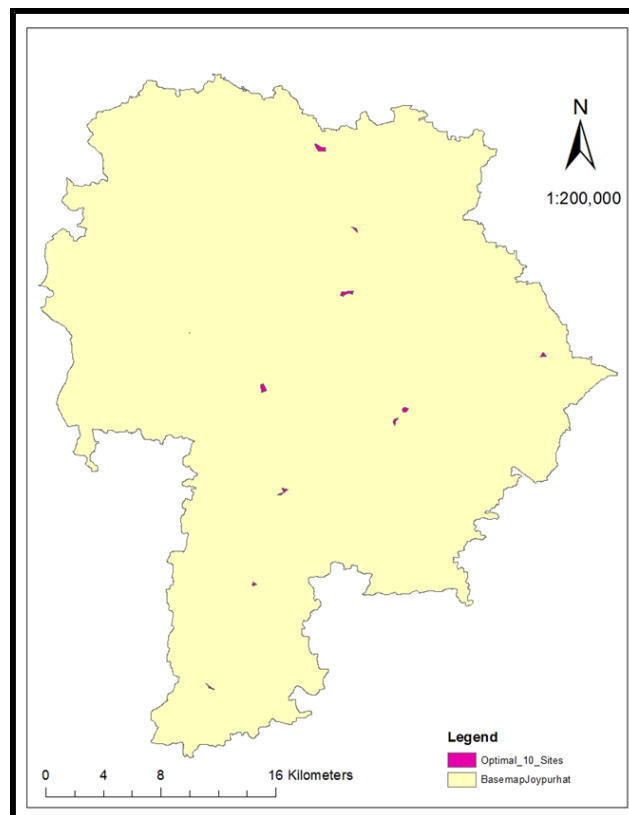 N
1:200,000
Legend
Optimal_10_Sites
BasemapJoypurhat
0 4 8 16 Kilometers